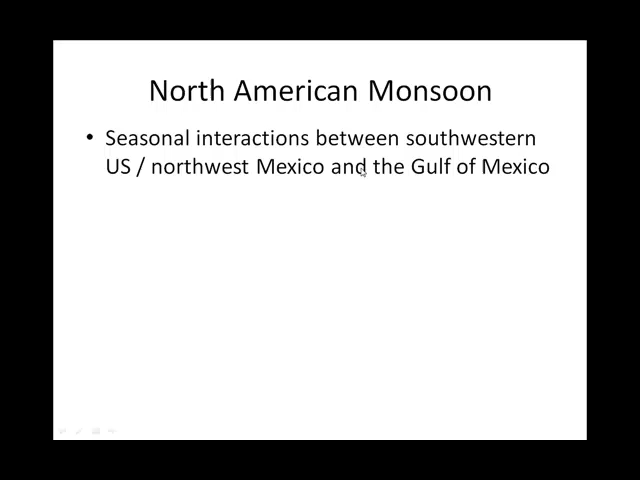 North American Monsoon
• Seasonal interactions between southwestern
US / northwest Mexico and the Gulf of Mexico